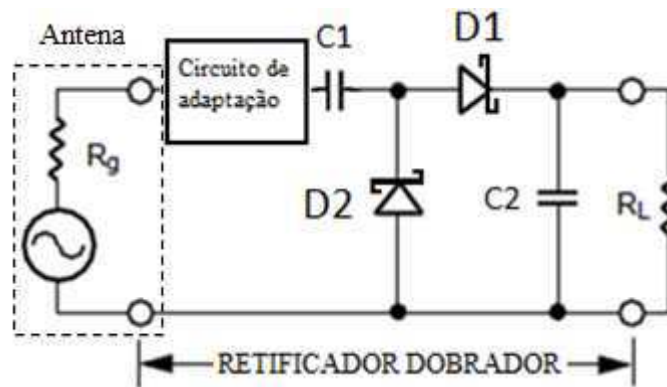 Antena
Circuito de
adaptação
C1
D1
Rg
D2
C2
RL
RETIFICADOR DOBRADOR